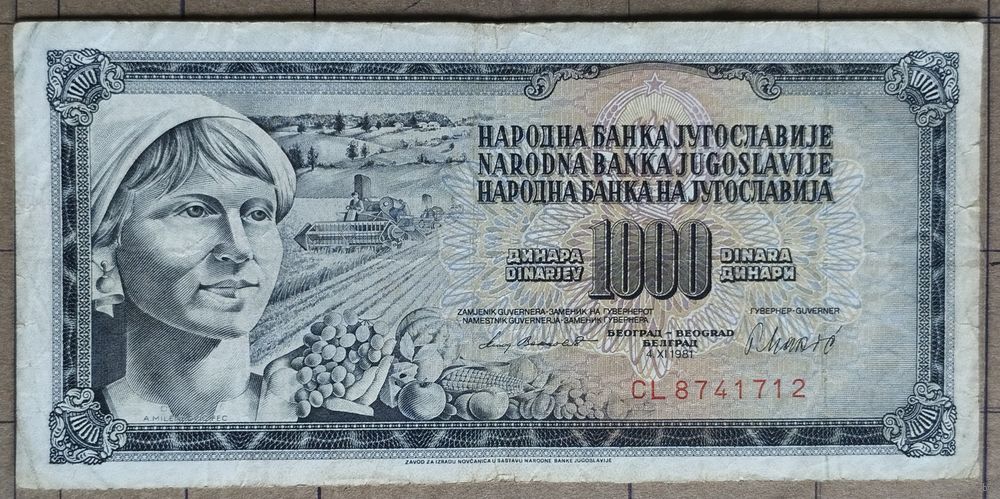 НАРОДНА БАНКА ЈУГОСЛАВИЈЕ
NARODNA BANKA JUGOSLAVIJE
НАРОДНА БАНКА НА ЈУГОСЛАВИЈА
ДИНАРА 1000 DINARA
DINARJEV ДИНАРИ
ZAMJENIK GUVERNERA-ЗАМЕНИК НА ГУВЕРНЕРОТ
NAMESTNIK GUVERNERJA-ЗАМЕНИК ГУВЕРНЕРА
ГУВЕРНЕР-GUVERNER
БЕОГРАД - BEOGRAD
БЕЛГРАД
4 XI 1981
CL 8741712
ZAVOD ZA IZRADU NOVČANICA U SASTAVU NARODNE BANKE JUGOSLAVIJE